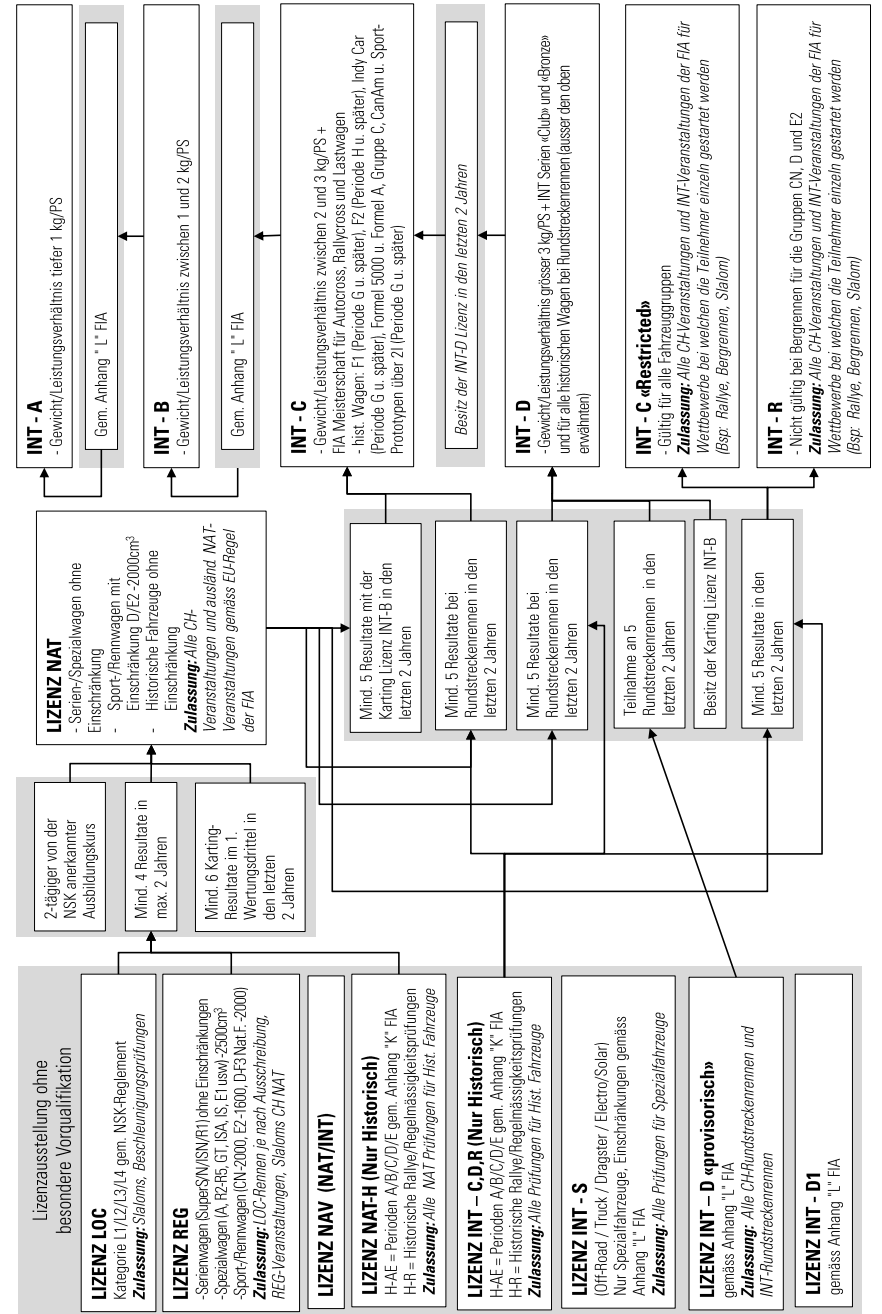 Lizenzausstellung ohne
besondere Vorqualifikation
LIZENZ LOC
Kategorie L1/L2/L3/L4 gem. NSK-Reglement
Zulassung: Slaloms, Beschleunigungsprüfungen
LIZENZ REG
-Serienwagen (SuperS/N/ISN/R1) ohne Einschränkungen
-Spezialwagen (A, R2-R5, GT, ISA, IS, E1 usw) -2500cm³
-Sport-/Rennwagen (CN-2000, E2 -1600, D-F3 Nat.F. -2000)
Zulassung: LOC-Rennen je nach Ausschreibung,
REG-Veranstaltungen, Slaloms CH NAT
LIZENZ NAV (NAT/INT)
LIZENZ NAT-H (Nur Historisch)
H-AE = Perioden A/B/C/D/E gem. Anhang "K" FIA
H-R = Historische Rallye/Regelmässigkeitsprüfungen
Zulassung: Alle NAT Prüfungen für Hist. Fahrzeuge
LIZENZ INT – C,D,R (Nur Historisch)
H-AE = Perioden A/B/C/D/E gem. Anhang "K" FIA
H-R = Historische Rallye/Regelmässigkeitsprüfungen
Zulassung: Alle Prüfungen für Hist. Fahrzeuge
LIZENZ INT - S
(Off-Road / Truck / Dragster / Electro/Solar)
Nur Spezialfahrzeuge, Einschränkungen gemäss
Anhang "L" FIA
Zulassung: Alle Prüfungen für Spezialfahrzeuge
LIZENZ INT – D «provisorisch»
gemäss Anhang "L" FIA
Zulassung: Alle CH-Rundstreckenrennen und
INT-Rundstreckenrennen
LIZENZ INT - D1
gemäss Anhang "L" FIA
2-tägiger von der
NSK anerkannter
Ausbildungskurs
Mind. 4 Resultate in
max. 2 Jahren
Mind. 6 Karting-
Resultate im 1.
Wertungsdrittel in
den letzten
2 Jahren
LIZENZ NAT
- Serien-/Spezialwagen ohne
Einschränkung
- Sport-/Rennwagen mit
Einschränkung D/E2 -2000cm³
- Historische Fahrzeuge ohne
Einschränkung
Zulassung: Alle CH-
Veranstaltungen und ausländ. NAT-
Veranstaltungen gemäss EU-Regel
der FIA
Mind. 5 Resultate mit der
Karting Lizenz INT-B in den
letzten 2 Jahren
Mind. 5 Resultate bei
Rundstreckenrennen in den
letzten 2 Jahren
Mind. 5 Resultate bei
Rundstreckenrennen in den
letzten 2 Jahren
Teilnahme an 5
Rundstreckenrennen in den
letzten 2 Jahren
Besitz der Karting Lizenz INT-B
Mind. 5 Resultate in den
letzten 2 Jahren
INT - A
- Gewicht/Leistungsverhältnis tiefer 1 kg/PS
Gem. Anhang " L" FIA
INT - B
- Gewicht/Leistungsverhältnis zwischen 1 und 2 kg/PS
Gem. Anhang " L" FIA
INT - C
- Gewicht/Leistungsverhältnis zwischen 2 und 3 kg/PS +
FIA Meisterschaft für Autocross, Rallycross und Lastwagen
- hist. Wagen: F1 (Periode G u. später), F2 (Periode H u. später), Indy Car
(Periode G u. später), Formel 5000 u. Formel A, Gruppe C, CanAm u. Sport-
Prototypen über 2l (Periode G u. später)
Besitz der INT-D Lizenz in den letzten 2 Jahren
INT - D
- Gewicht/Leistungsverhältnis grösser 3 kg/PS + INT Serien «Club» und «Bronze»
und für alle historischen Wagen bei Rundstreckenrennen (ausser den oben
erwähnten)
INT - C «Restricted»
- Gültig für alle Fahrzeuggruppen
Zulassung: Alle CH-Veranstaltungen und INT-Veranstaltungen der FIA für
Wettbewerbe bei welchen die Teilnehmer einzeln gestartet werden
(Bsp: Rallye, Bergrennen, Slalom)
INT - R
- Nicht gültig bei Bergrennen für die Gruppen CN, D und E2
Zulassung: Alle CH-Veranstaltungen und INT-Veranstaltungen der FIA für
Wettbewerbe bei welchen die Teilnehmer einzeln gestartet werden
(Bsp: Rallye, Bergrennen, Slalom)